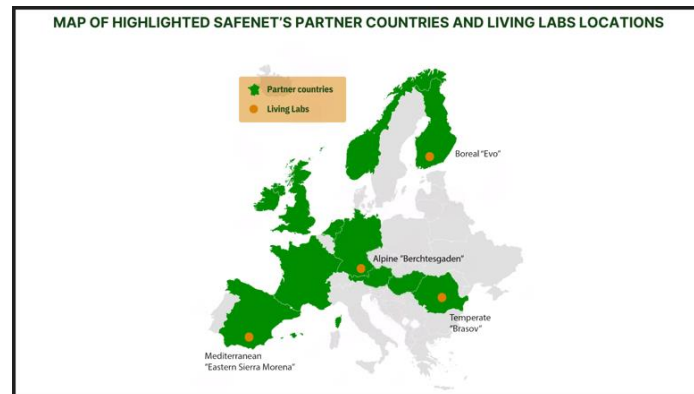 MAP OF HIGHLIGHTED SAFENET'S PARTNER COUNTRIES AND LIVING LABS LOCATIONS
Partner countries
Living Labs
Boreal "Evo"
Alpine "Berchtesgaden"
Temperate
"Brasov"
Mediterranean
"Eastern Sierra Morena"